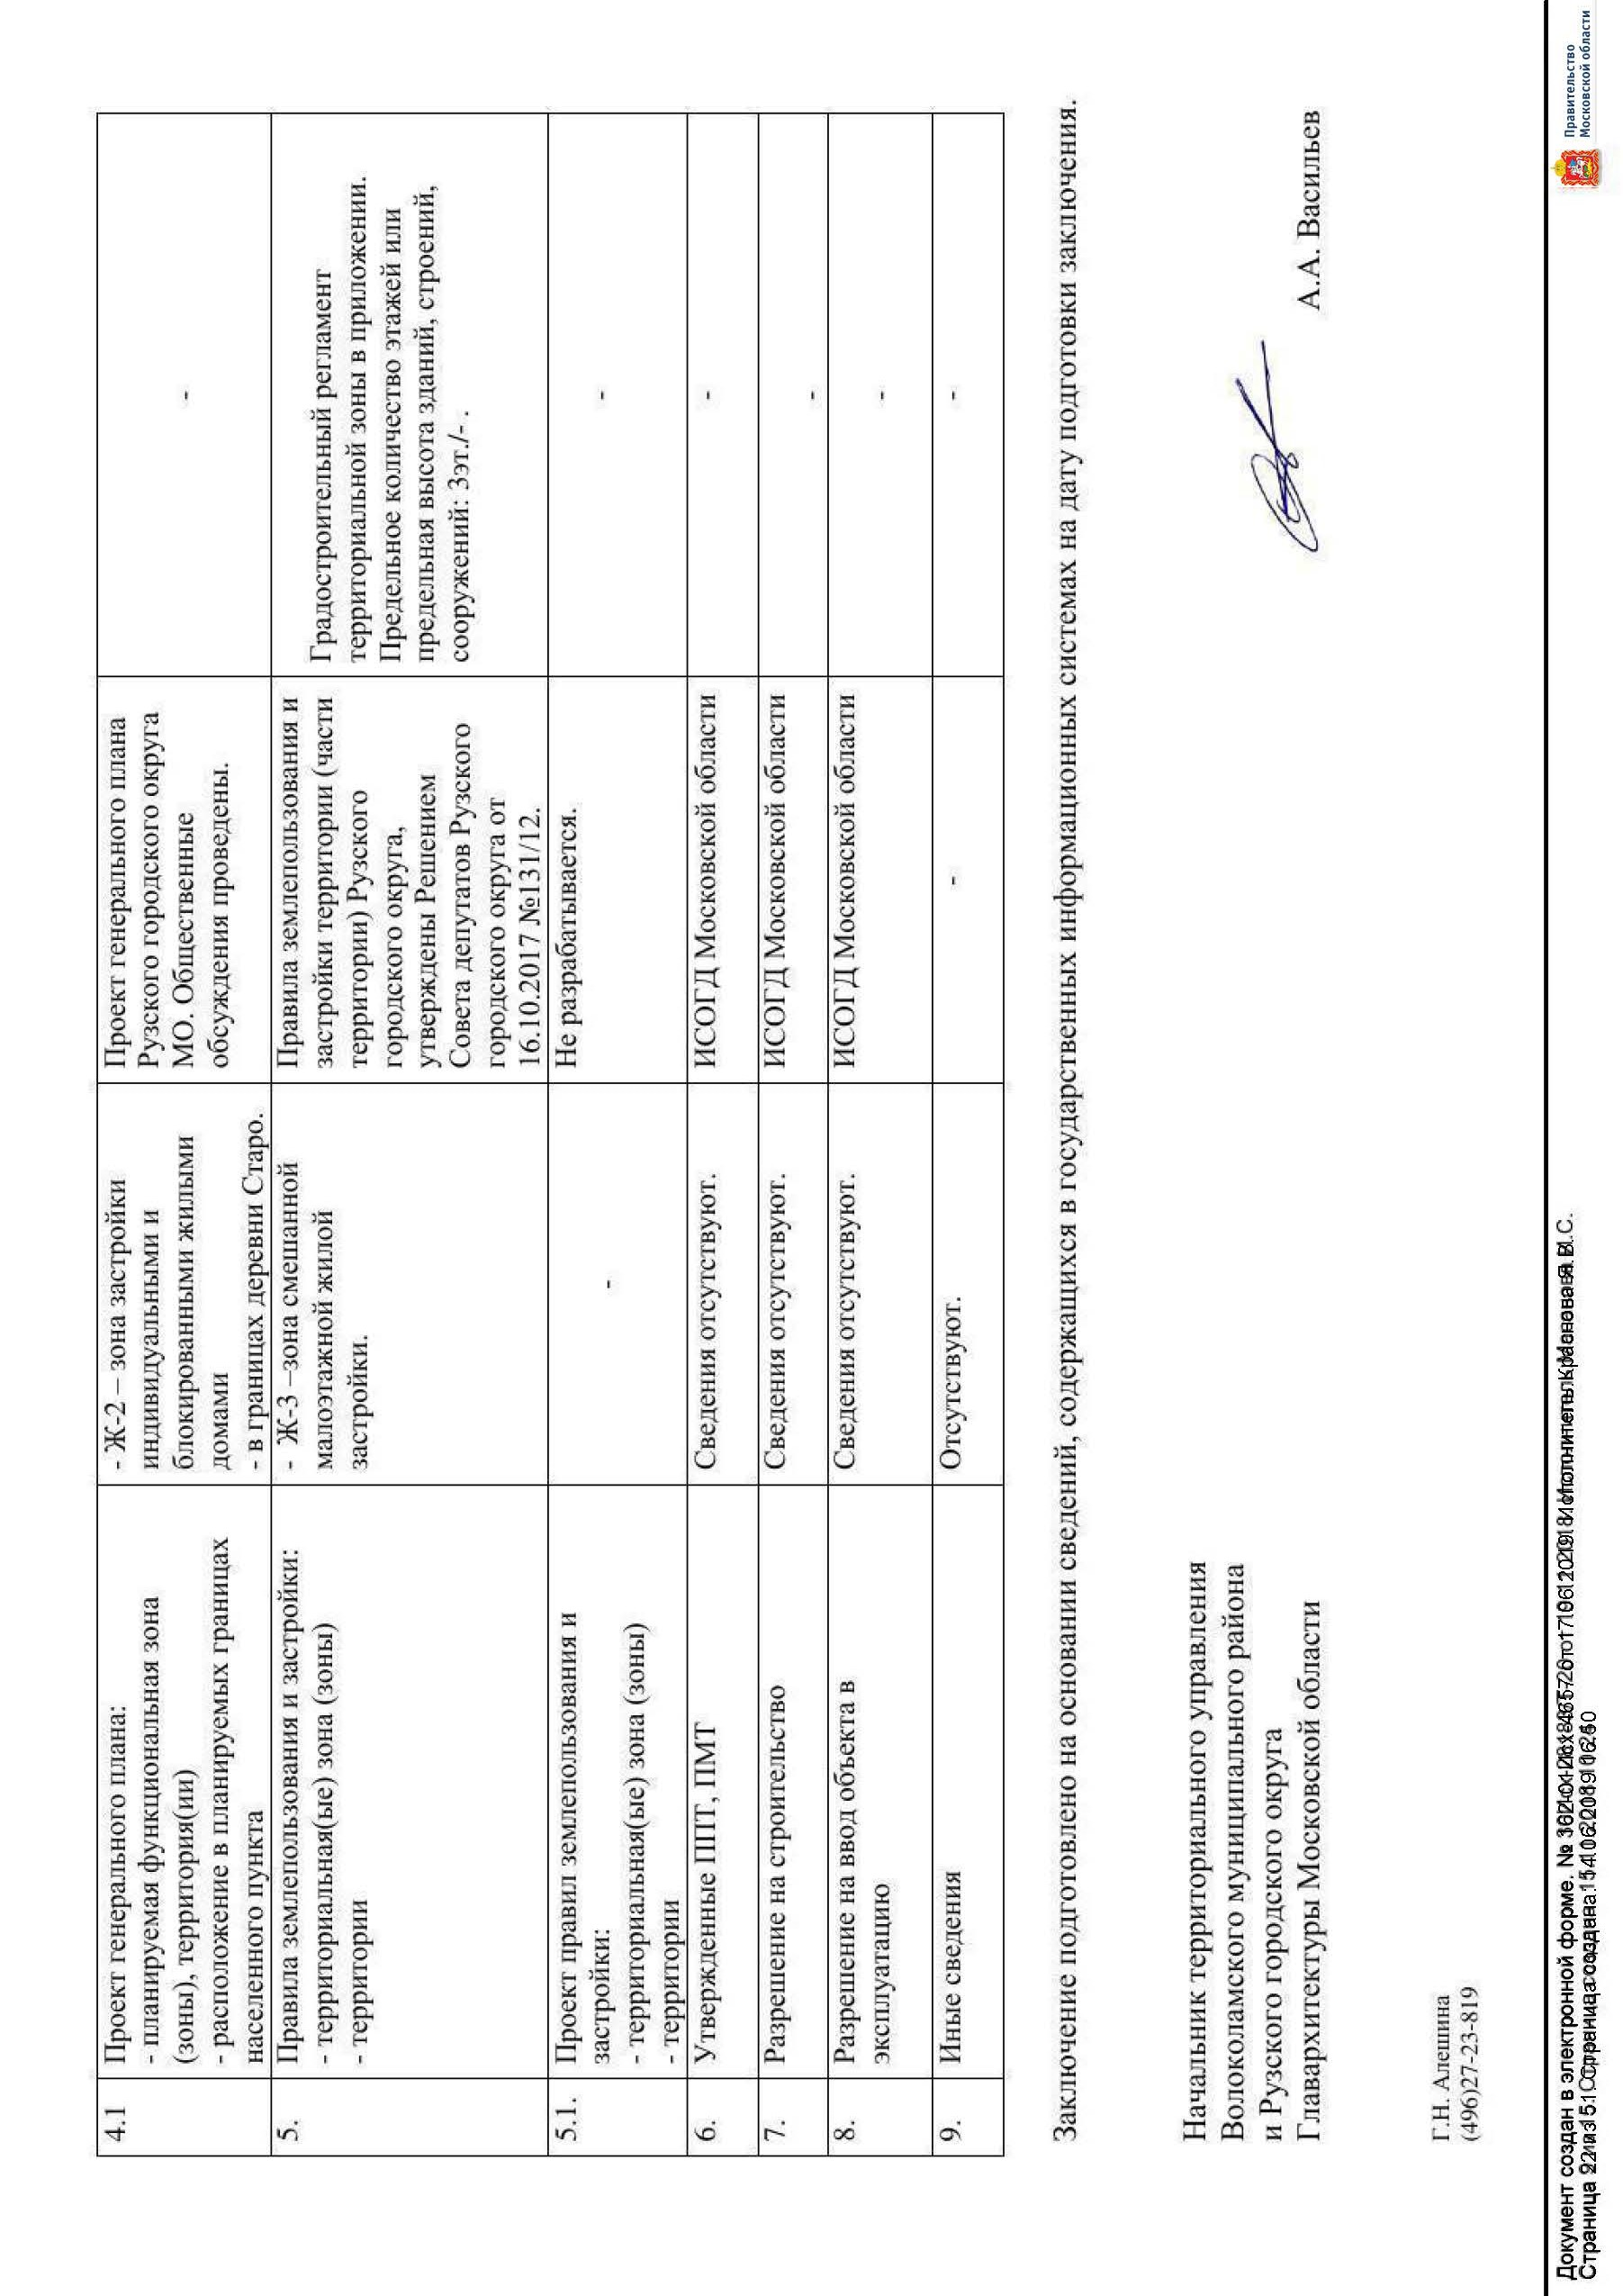 4.1
Проект генерального плана:
- планируемая функциональная зона
(зоны), территория(ии)
- расположение в планируемых границах
населенного пункта
- Ж-2 – зона застройки
индивидуальными и
блокированными жилыми
домами
- в границах деревни Старо.
Проект генерального плана
Рузского городского округа
МО. Общественные
обсуждения проведены.
-
5.
Правила землепользования и застройки:
- территориальная(ые) зона (зоны)
- территории
- Ж-3 –зона смешанной
малоэтажной жилой
застройки.
Правила землепользования и
застройки территории (части
территории) Рузского
городского округа,
утверждены Решением
Совета депутатов Рузского
городского округа от
16.10.2017 №131/12.
Градостроительный регламент
территориальной зоны в приложении.
Предельное количество этажей или
предельная высота зданий, строений,
сооружений: 3эт./- .
5.1.
Проект правил землепользования и
застройки:
- территориальная(ые) зона (зоны)
- территории
-
Не разрабатывается.
-
6.
Утвержденные ППТ, ПМТ
Сведения отсутствуют.
ИСОГД Московской области
-
7.
Разрешение на строительство
Сведения отсутствуют.
ИСОГД Московской области
-
8.
Разрешение на ввод объекта в
эксплуатацию
Сведения отсутствуют.
ИСОГД Московской области
-
9.
Иные сведения
Отсутствуют.
-
-
Заключение подготовлено на основании сведений, содержащихся в государственных информационных системах на дату подготовки заключения.
Начальник территориального управления
Волоколамского муниципального района
и Рузского городского округа
Главархитектуры Московской области
А.А. Васильев
Г.Н. Алешина
(496)27-23-819
Документ создан в электронной форме. №
Страница
Правительство
Московской области